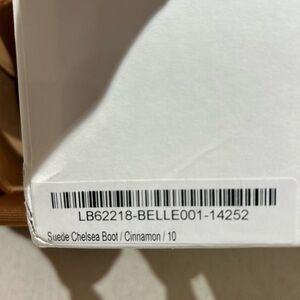 LB62218-BELLE001-14252
Suede Chelsea Boot / Cinnamon / 10